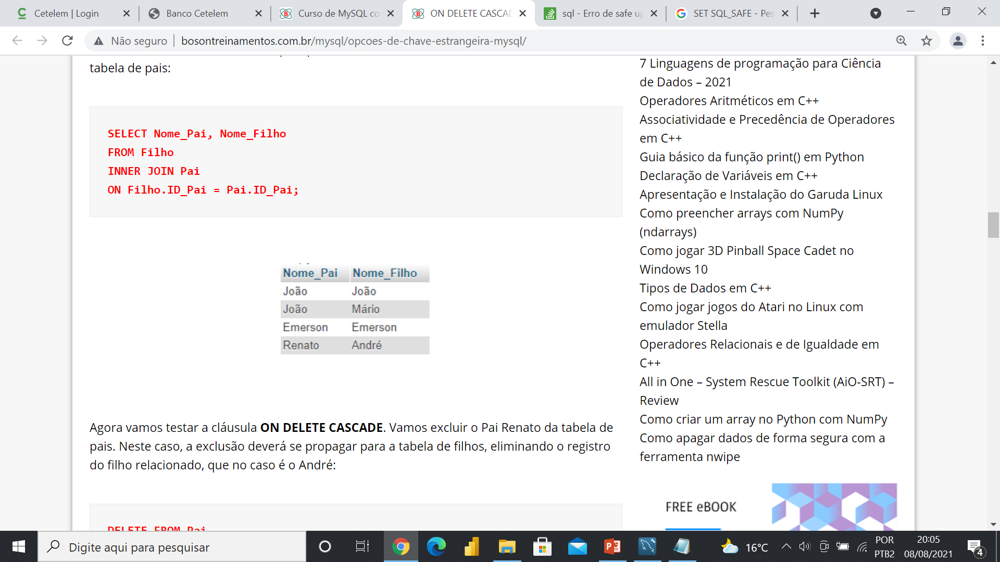 Cetelem | Login
Banco Cetelem
Curso de MySQL co
ON DELETE CASCAD
sql - Erro de safe up
SET SQL_SAFE - Pes
Não seguro
bosontreinamentos.com.br/mysql/opcoes-de-chave-estrangeira-mysql/
tabela de pais:
SELECT Nome_Pai, Nome_Filho
FROM Filho
INNER JOIN Pai
ON Filho.ID_Pai = Pai.ID_Pai;
Nome_Pai Nome_Filho
João João
João Mário
Emerson Emerson
Renato André
Agora vamos testar a cláusula ON DELETE CASCADE. Vamos excluir o Pai Renato da tabela de
pais. Neste caso, a exclusão deverá se propagar para a tabela de filhos, eliminando o registro
do filho relacionado, que no caso é o André:
DELETE FROM Pai
7 Linguagens de programação para Ciência
de Dados – 2021
Operadores Aritméticos em C++
Associatividade e Precedência de Operadores
em C++
Guia básico da função print() em Python
Declaração de Variáveis em C++
Apresentação e Instalação do Garuda Linux
Como preencher arrays com NumPy
(ndarrays)
Como jogar 3D Pinball Space Cadet no
Windows 10
Tipos de Dados em C++
Como jogar jogos do Atari no Linux com
emulador Stella
Operadores Relacionais e de Igualdade em
C++
All in One – System Rescue Toolkit (AiO-SRT) –
Review
Como criar um array no Python com NumPy
Como apagar dados de forma segura com a
ferramenta nwipe
FREE eBOOK
Digite aqui para pesquisar
16°C
POR
PTB2
20:05
08/08/2021
4